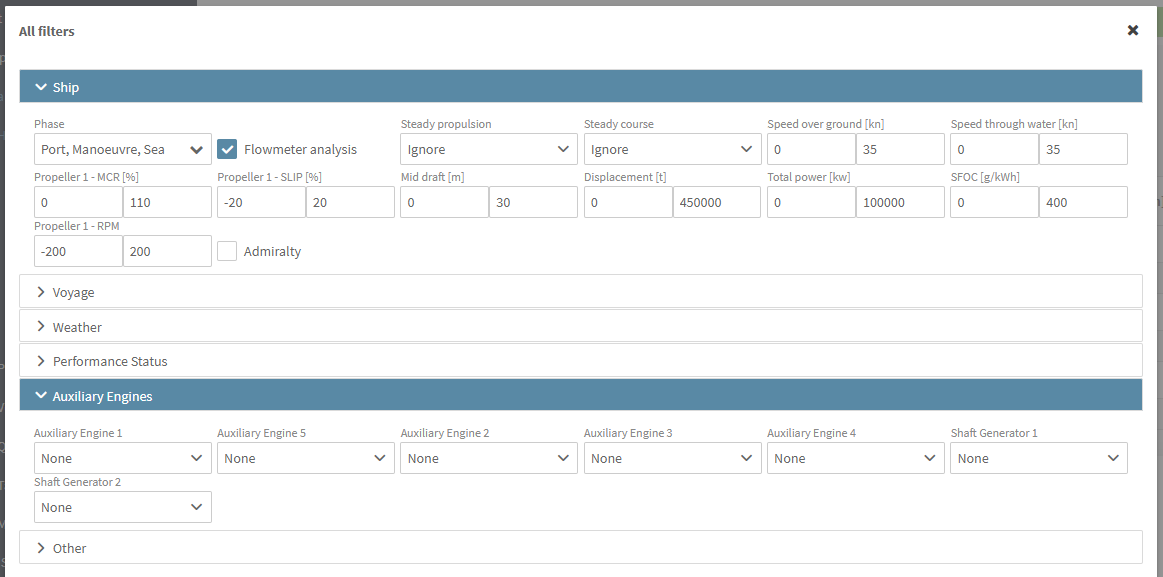 All filters
Ship
Phase Steady propulsion Steady course Speed over ground [kn] Speed through water [kn]
Port, Manoeuvre, Sea Flowmeter analysis Ignore Ignore 0 35 0 35
Propeller 1 - MCR [%] Propeller 1 - SLIP [%] Mid draft [m] Displacement [t] Total power [kw] SFOC [g/kWh]
0 110 -20 20 0 30 0 450000 0 100000 0 400
Propeller 1 - RPM
-200 200 Admiralty
Voyage
Weather
Performance Status
Auxiliary Engines
Auxiliary Engine 1 Auxiliary Engine 5 Auxiliary Engine 2 Auxiliary Engine 3 Auxiliary Engine 4 Shaft Generator 1
None None None None None None
Shaft Generator 2
None
Other